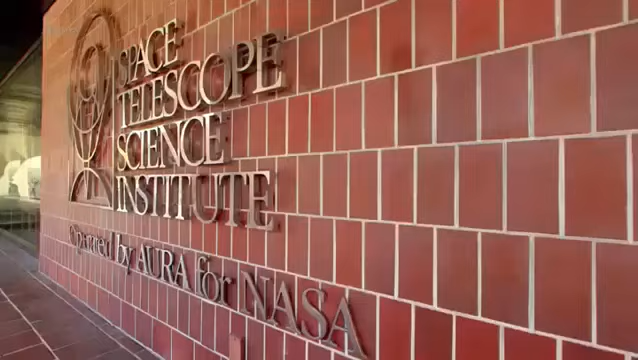 SPACE
TELESCOPE
SCIENCE
INSTITUTE
Operated by AURA for NASA